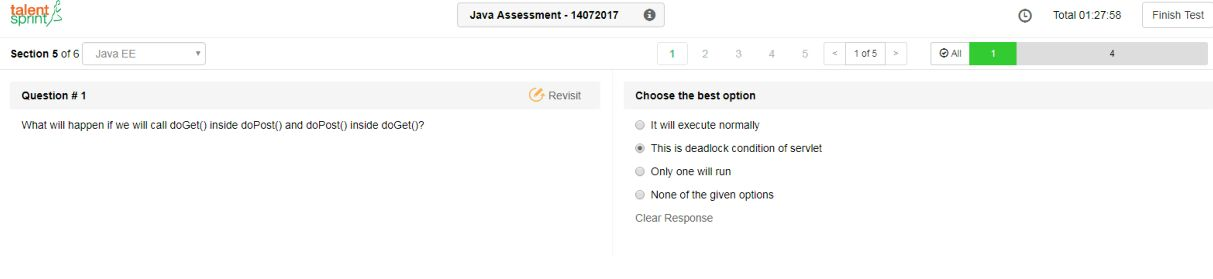 talent
sprint
Java Assessment - 14072017
Total 01:27:58
Finish Test
Section 5 of 6
Java EE
1 2 3 4 5
< 1 of 5 >
All 1 4
Question # 1
Revisit
What will happen if we will call doGet() inside doPost() and doPost() inside doGet()?
Choose the best option
It will execute normally
This is deadlock condition of servlet
Only one will run
None of the given options
Clear Response